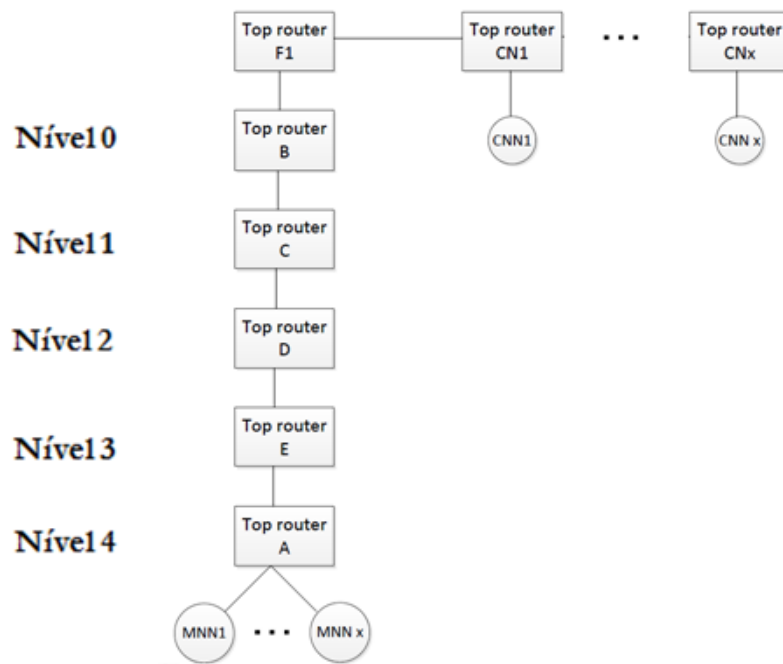 Top router
F1
Top router
CN1
...
Top router
CNx
Nível0
Top router
B
CNN1
CNN x
Nível1
Top router
C
Nível2
Top router
D
Nível3
Top router
E
Nível4
Top router
A
MNN1
...
MNN x